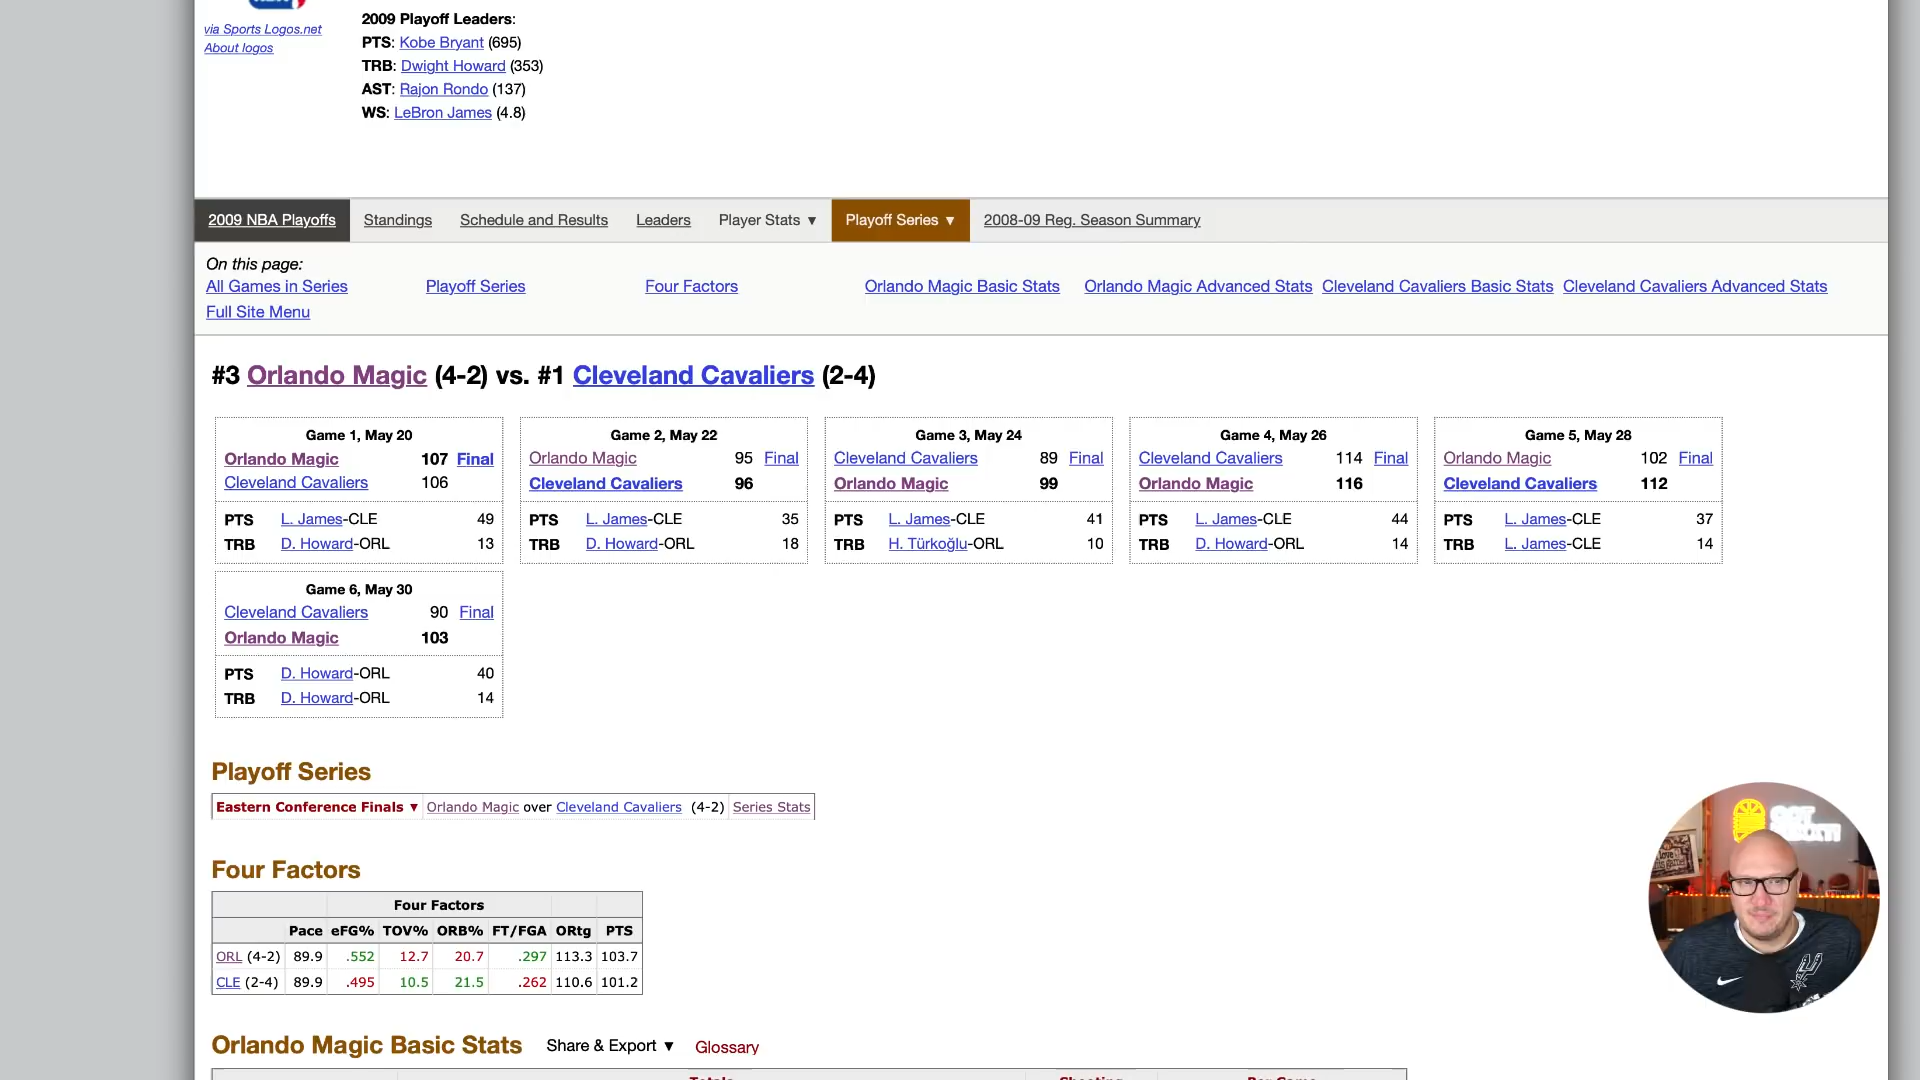 via Sports Logos.net
About logos
2009 Playoff Leaders:
PTS: Kobe Bryant (695)
TRB: Dwight Howard (353)
AST: Rajon Rondo (137)
WS: LeBron James (4.8)
2009 NBA Playoffs Standings Schedule and Results Leaders Player Stats ▼ Playoff Series ▼ 2008-09 Reg. Season Summary
On this page:
All Games in Series Playoff Series Four Factors Orlando Magic Basic Stats Orlando Magic Advanced Stats Cleveland Cavaliers Basic Stats Cleveland Cavaliers Advanced Stats
Full Site Menu
#3 Orlando Magic (4-2) vs. #1 Cleveland Cavaliers (2-4)
Game 1, May 20
Orlando Magic 107 Final
Cleveland Cavaliers 106
PTS L. James-CLE 49
TRB D. Howard-ORL 13
Game 2, May 22
Orlando Magic 95 Final
Cleveland Cavaliers 96
PTS L. James-CLE 35
TRB D. Howard-ORL 18
Game 3, May 24
Cleveland Cavaliers 89 Final
Orlando Magic 99
PTS L. James-CLE 41
TRB H. Türkoğlu-ORL 10
Game 4, May 26
Cleveland Cavaliers 114 Final
Orlando Magic 116
PTS L. James-CLE 44
TRB D. Howard-ORL 14
Game 5, May 28
Orlando Magic 102 Final
Cleveland Cavaliers 112
PTS L. James-CLE 37
TRB L. James-CLE 14
Game 6, May 30
Cleveland Cavaliers 90 Final
Orlando Magic 103
PTS D. Howard-ORL 40
TRB D. Howard-ORL 14
Playoff Series
Eastern Conference Finals ▼ Orlando Magic over Cleveland Cavaliers (4-2) Series Stats
Four Factors
Four Factors
Pace eFG% TOV% ORB% FT/FGA ORtg PTS
ORL (4-2) 89.9 .552 12.7 20.7 .297 113.3 103.7
CLE (2-4) 89.9 .495 10.5 21.5 .262 110.6 101.2
Orlando Magic Basic Stats Share & Export ▼ Glossary
Totals Shooting Per Game